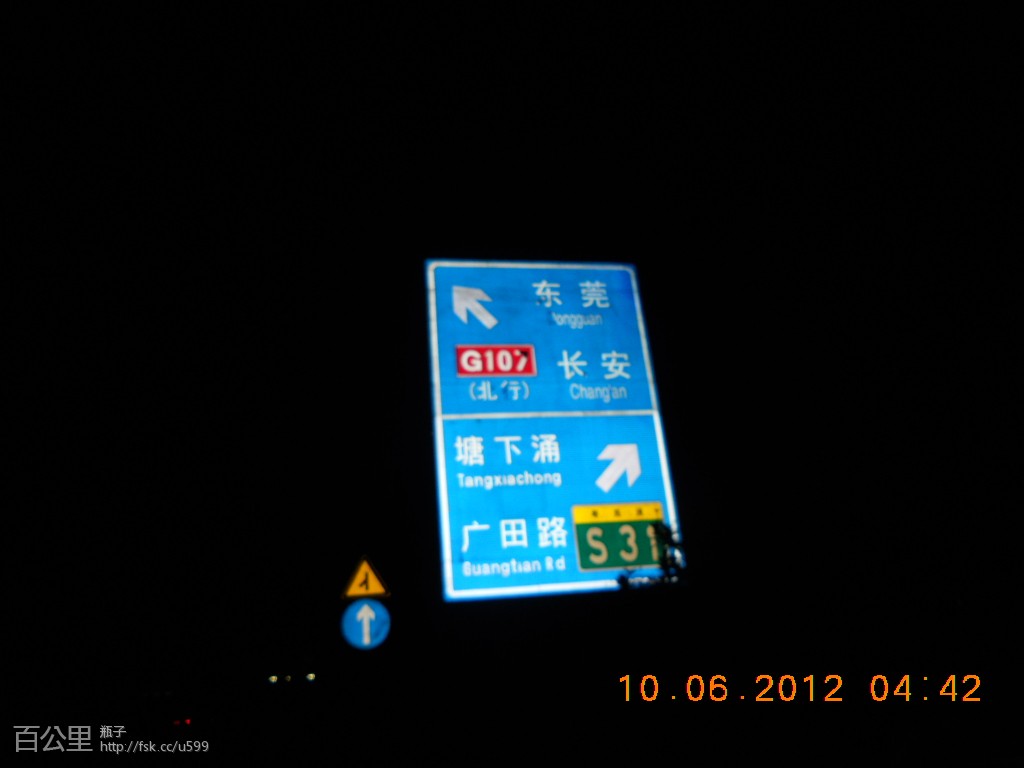 东莞
Dongguan
G107
长安
(北行)
Chang'an
塘下涌
Tangxiachong
广田路
Guangtian Rd
S3
10.06.2012 04:42
百公里
瓶子
http://fsk.cc/u599